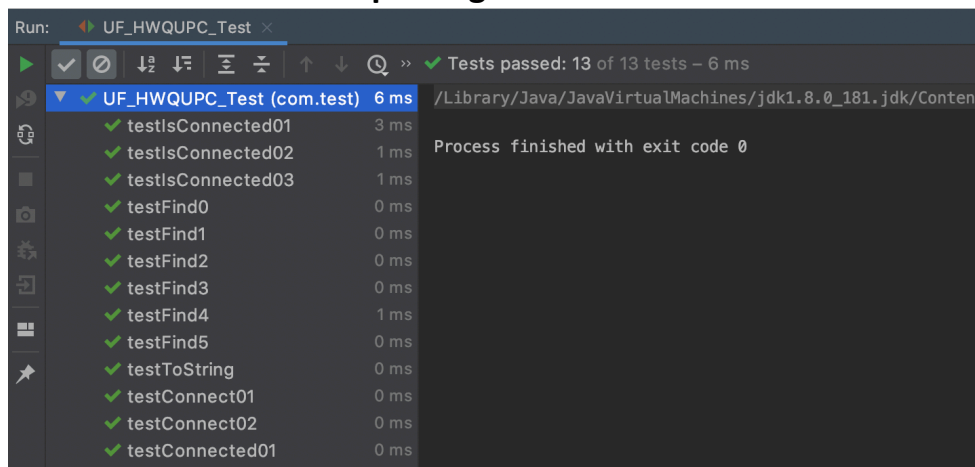 Run: UF_HWQUPC_Test ×
» Tests passed: 13 of 13 tests – 6 ms
UF_HWQUPC_Test (com.test) 6 ms
/Library/Java/JavaVirtualMachines/jdk1.8.0_181.jdk/Conten
testIsConnected01 3 ms
Process finished with exit code 0
testIsConnected02 1 ms
testIsConnected03 1 ms
testFind0 0 ms
testFind1 0 ms
testFind2 0 ms
testFind3 0 ms
testFind4 1 ms
testFind5 0 ms
testToString 0 ms
testConnect01 0 ms
testConnect02 0 ms
testConnected01 0 ms